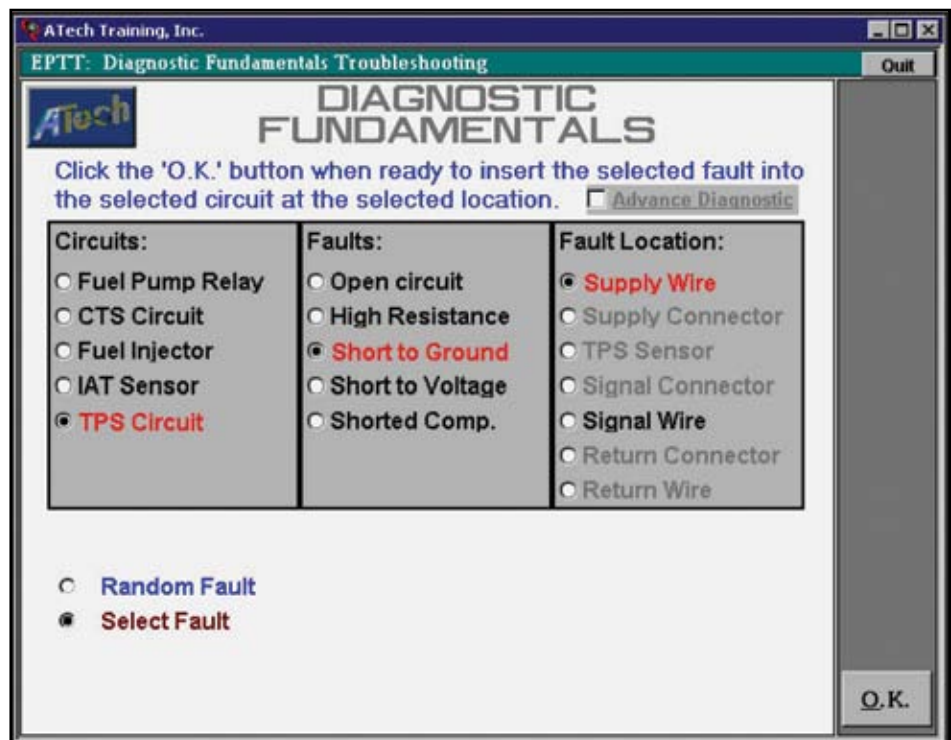 ATech Training, Inc.
EPTT: Diagnostic Fundamentals Troubleshooting
Quit
ATech
DIAGNOSTIC
FUNDAMENTALS
Click the 'O.K.' button when ready to insert the selected fault into
the selected circuit at the selected location.
Advance Diagnostic
Circuits:
Fuel Pump Relay
CTS Circuit
Fuel Injector
IAT Sensor
TPS Circuit
Faults:
Open circuit
High Resistance
Short to Ground
Short to Voltage
Shorted Comp.
Fault Location:
Supply Wire
Supply Connector
TPS Sensor
Signal Connector
Signal Wire
Return Connector
Return Wire
Random Fault
Select Fault
O.K.